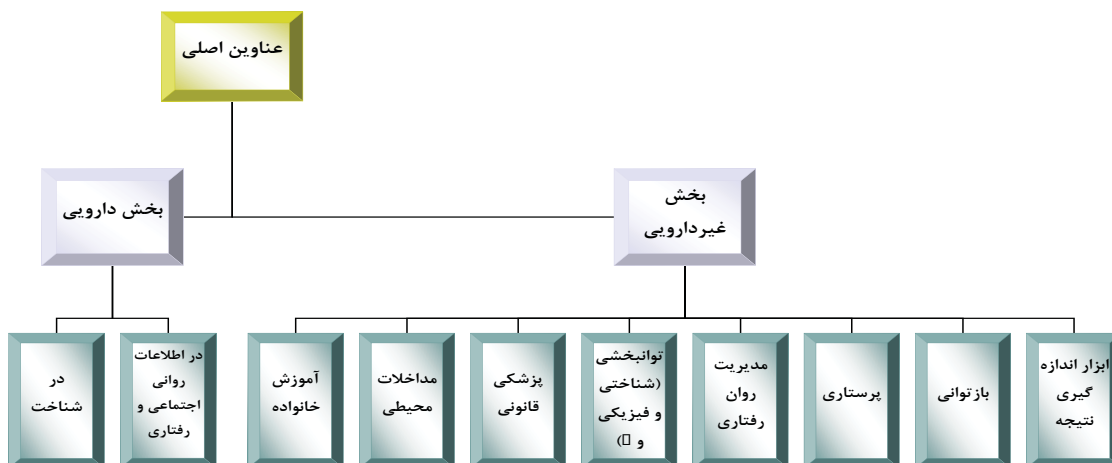 عناوین اصلی
بخش
غیردارویی
بخش دارویی
ابزار اندازه
گیری
نتیجه
بازتوانی
پرستاری
مدیریت
روان
رفتاری
توانبخشی
(شناختی
و فیزیکی
و )
پزشکی
قانونی
مداخلات
محیطی
آموزش
خانواده
در اطلاعات
روانی
اجتماعی و
رفتاری
در
شناخت